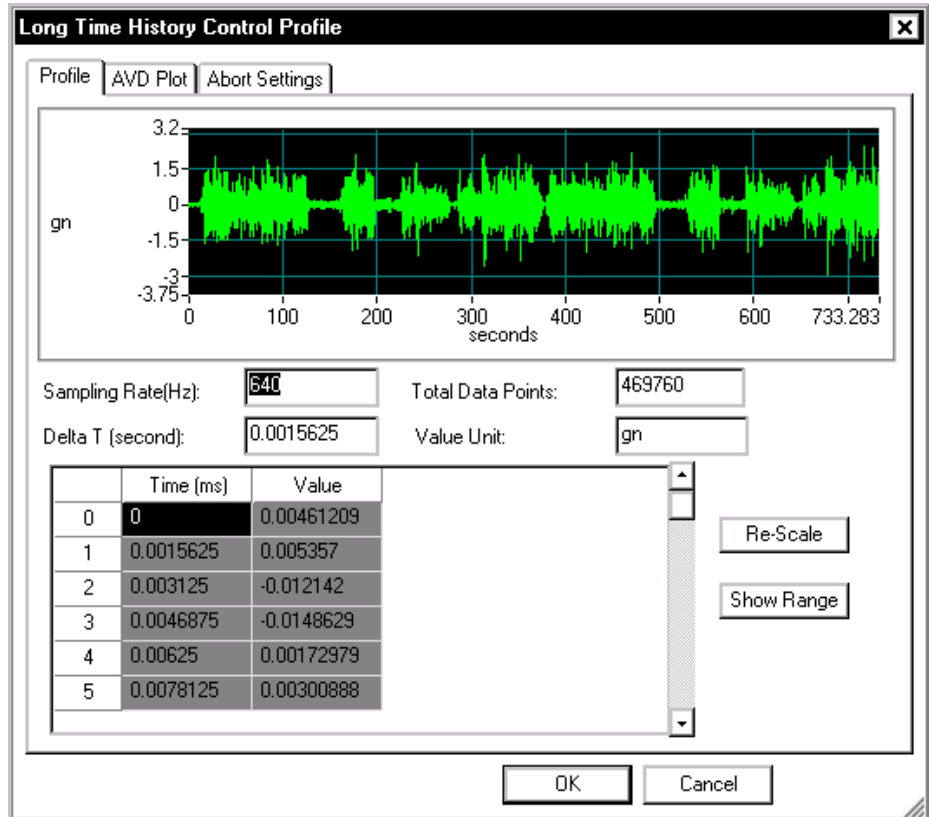 Long Time History Control Profile
Profile AVD Plot Abort Settings
3.2
1.5
0
gn
-1.5
-3
-3.75
0 100 200 300 400 500 600 733.283
seconds
Sampling Rate(Hz): 640 Total Data Points: 469760
Delta T (second): 0.0015625 Value Unit: gn
Time (ms) Value
0 0 0.00461209
1 0.0015625 0.005357
2 0.003125 -0.012142
3 0.0046875 -0.0148629
4 0.00625 0.00172979
5 0.0078125 0.00300888
Re-Scale
Show Range
OK Cancel